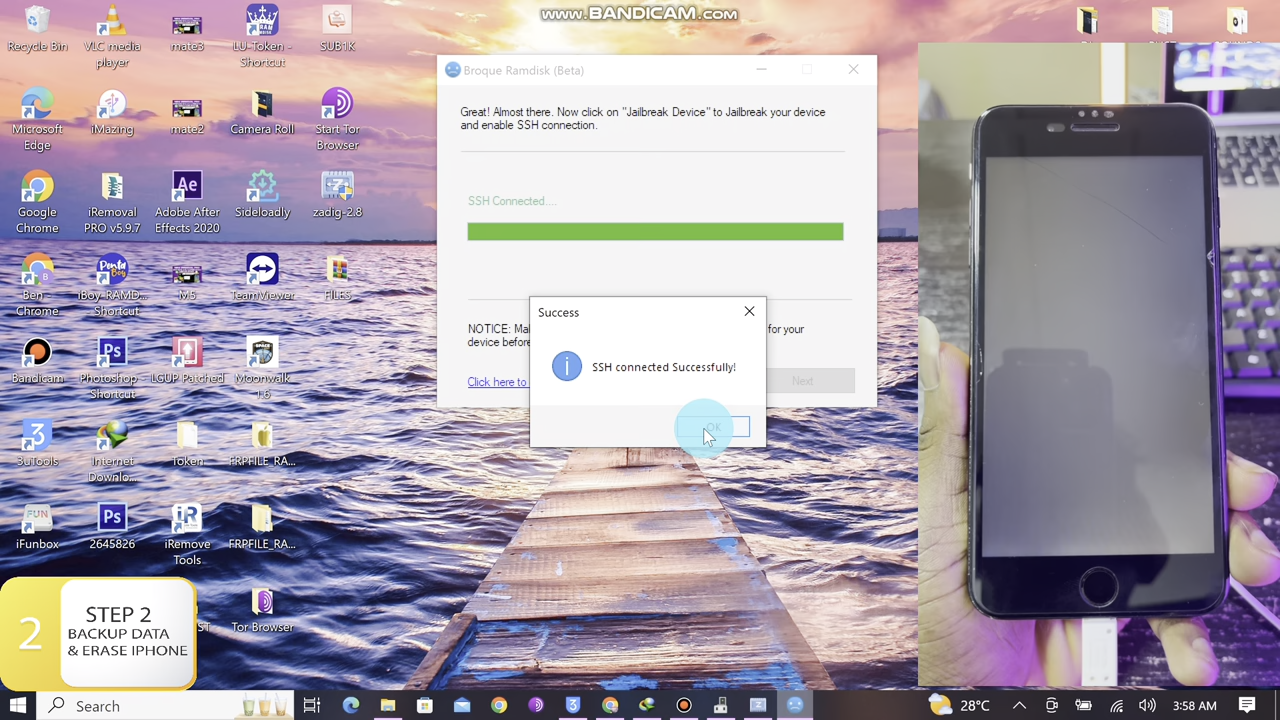 www.BANDICAM.com
Recycle Bin
VLC media
player
mate3
LU-Token -
Shortcut
SUB1K
Microsoft
Edge
iMazing
mate2
Camera Roll
Start Tor
Browser
Google
Chrome
iRemoval
PRO v5.9.7
Adobe After
Effects 2020
Sideloadly
zadig-2.8
Ben -
Chrome
iBoy-RAMD...
Shortcut
M5
TeamViewer
FILES
Bandicam
Photoshop -
Shortcut
LGUP Patched
Moonwalk
1.6
3uTools
Internet
Downlo...
Token
FRPFILE_RA...
iFunbox
2645826
iRemove
Tools
FRPFILE_RA...
Tor Browser
Broque Ramdisk (Beta)
Great! Almost there. Now click on "Jailbreak Device" to Jailbreak your device
and enable SSH connection.
SSH Connected....
NOTICE: Mal
for your
device before
Click here to
Next
Success
SSH connected Successfully!
OK
2
STEP 2
BACKUP DATA
& ERASE IPHONE
Search
28°C
3:58 AM